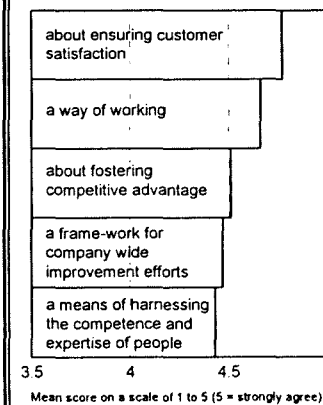 about ensuring customer
satisfaction
a way of working
about fostering
competitive advantage
a frame-work for
company wide
improvement efforts
a means of harnessing
the competence and
expertise of people
3.5 4 4.5
Mean score on a scale of 1 to 5 (5 = strongly agree)